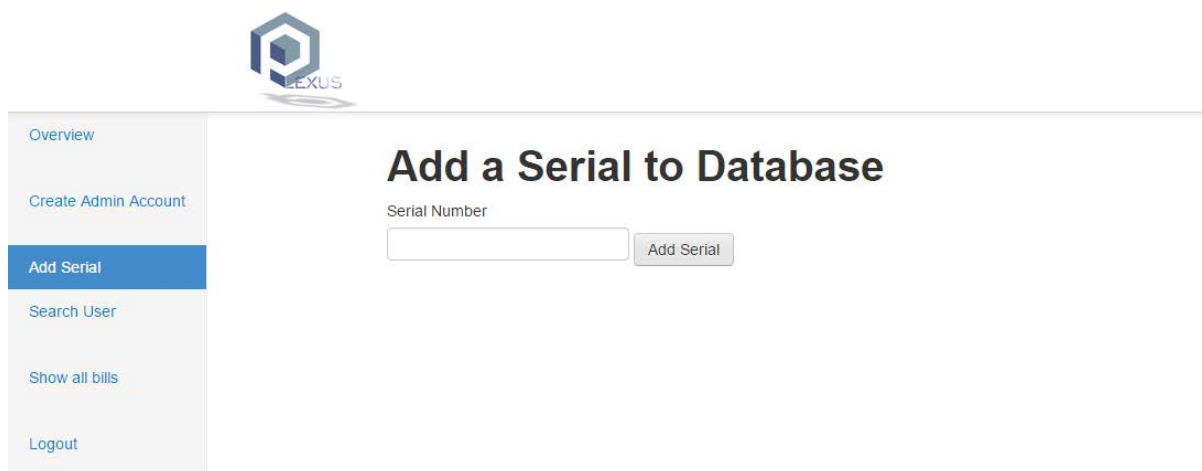 PLEXUS
Overview
Create Admin Account
Add Serial
Search User
Show all bills
Logout
Add a Serial to Database
Serial Number
Add Serial